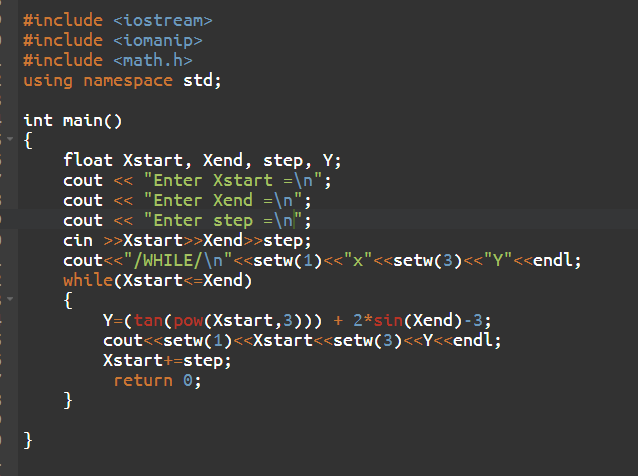 #include <iostream>
#include <iomanip>
#include <math.h>
using namespace std;

int main()
{
    float Xstart, Xend, step, Y;
    cout << "Enter Xstart =\n";
    cout << "Enter Xend =\n";
    cout << "Enter step =\n";
    cin >>Xstart>>Xend>>step;
    cout<<"/WHILE/\n"<<setw(1)<<"x"<<setw(3)<<"Y"<<endl;
    while(Xstart<=Xend)
    {
        Y=(tan(pow(Xstart,3))) + 2*sin(Xend)-3;
        cout<<setw(1)<<Xstart<<setw(3)<<Y<<endl;
        Xstart+=step;
         return 0;
    }

}